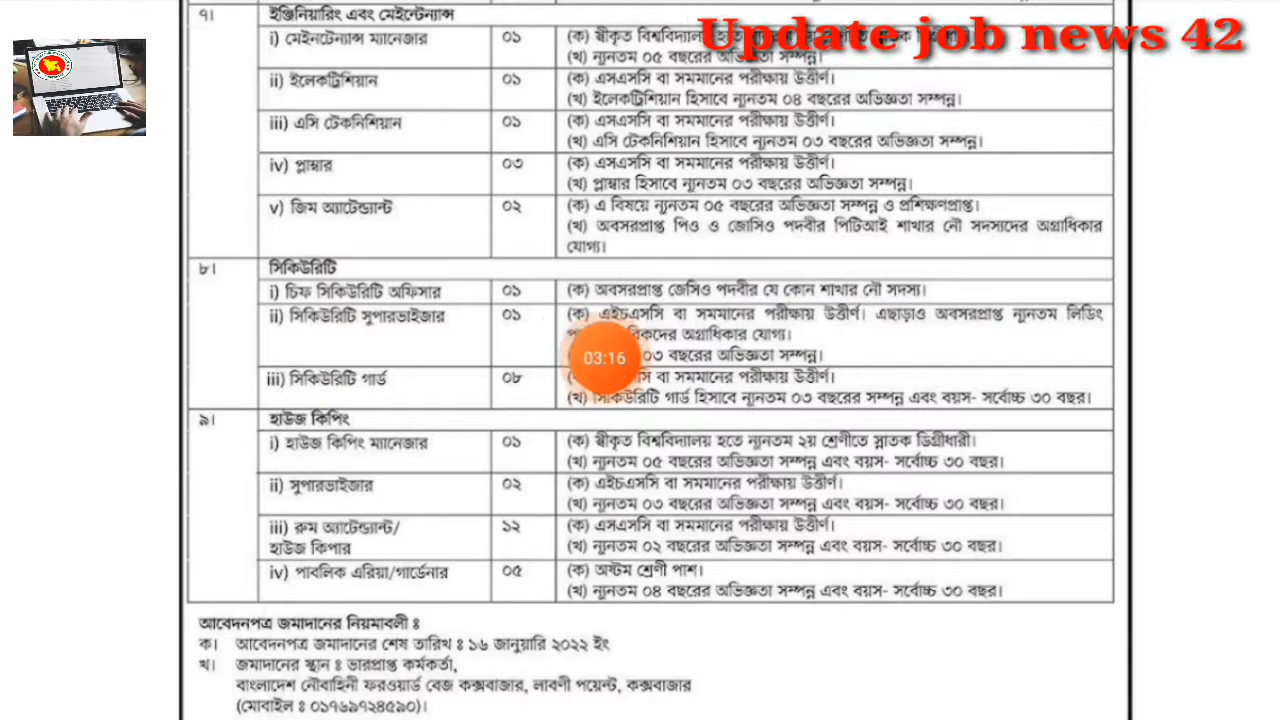 Update job news 42
৭। ইঞ্জিনিয়ারিং এবং মেইন্টেন্যান্স
i) মেইনটেন্যান্স ম্যানেজার ০১ (ক) স্বীকৃত বিশ্ববিদ্যালয় হতে
(খ) ন্যূনতম ০৫ বছরের অভিজ্ঞতা সম্পন্ন।
ii) ইলেকট্রিশিয়ান ০১ (ক) এসএসসি বা সমমানের পরীক্ষায় উত্তীর্ণ।
(খ) ইলেকট্রিশিয়ান হিসাবে ন্যূনতম ০৪ বছরের অভিজ্ঞতা সম্পন্ন।
iii) এসি টেকনিশিয়ান ০১ (ক) এসএসসি বা সমমানের পরীক্ষায় উত্তীর্ণ।
(খ) এসি টেকনিশিয়ান হিসাবে ন্যূনতম ০৩ বছরের অভিজ্ঞতা সম্পন্ন।
iv) প্লাম্বার ০৩ (ক) এসএসসি বা সমমানের পরীক্ষায় উত্তীর্ণ।
(খ) প্লাম্বার হিসাবে ন্যূনতম ০৩ বছরের অভিজ্ঞতা সম্পন্ন।
v) জিম অ্যাটেন্ড্যান্ট ০২ (ক) এ বিষয়ে ন্যূনতম ০৫ বছরের অভিজ্ঞতা সম্পন্ন ও প্রশিক্ষণপ্রাপ্ত।
(খ) অবসরপ্রাপ্ত পিও ও জেসিও পদবীর পিটিআই শাখার নৌ সদস্যদের অগ্রাধিকার
যোগ্য।
৮। সিকিউরিটি
i) চিফ সিকিউরিটি অফিসার ০১ (ক) অবসরপ্রাপ্ত জেসিও পদবীর যে কোন শাখার নৌ সদস্য।
ii) সিকিউরিটি সুপারভাইজার ০১ (ক) এইচএসসি বা সমমানের পরীক্ষায় উত্তীর্ণ। এছাড়াও অবসরপ্রাপ্ত ন্যূনতম লিডিং
অগ্রাধিকার যোগ্য।
03:16
০৩ বছরের অভিজ্ঞতা সম্পন্ন।
iii) সিকিউরিটি গার্ড ০৮ বা সমমানের পরীক্ষায় উত্তীর্ণ।
(খ) সিকিউরিটি গার্ড হিসাবে ন্যূনতম ০৩ বছরের সম্পন্ন এবং বয়স- সর্বোচ্চ ৩০ বছর।
৯। হাউজ কিপিং
i) হাউজ কিপিং ম্যানেজার ০১ (ক) স্বীকৃত বিশ্ববিদ্যালয় হতে ন্যূনতম ২য় শ্রেণীতে স্নাতক ডিগ্রীধারী।
(খ) ন্যূনতম ০৫ বছরের অভিজ্ঞতা সম্পন্ন এবং বয়স- সর্বোচ্চ ৩০ বছর।
ii) সুপারভাইজার ০২ (ক) এইচএসসি বা সমমানের পরীক্ষায় উত্তীর্ণ।
(খ) ন্যূনতম ০৩ বছরের অভিজ্ঞতা সম্পন্ন এবং বয়স- সর্বোচ্চ ৩০ বছর।
iii) রুম অ্যাটেন্ড্যান্ট/ ১২ (ক) এসএসসি বা সমমানের পরীক্ষায় উত্তীর্ণ।
হাউজ কিপার (খ) ন্যূনতম ০২ বছরের অভিজ্ঞতা সম্পন্ন এবং বয়স- সর্বোচ্চ ৩০ বছর।
iv) পাবলিক এরিয়া/গার্ডেনার ০৫ (ক) অষ্টম শ্রেণী পাশ।
(খ) ন্যূনতম ০৪ বছরের অভিজ্ঞতা সম্পন্ন এবং বয়স- সর্বোচ্চ ৩০ বছর।
আবেদনপত্র জমাদানের নিয়মাবলী ঃ
ক। আবেদনপত্র জমাদানের শেষ তারিখ ঃ ১৬ জানুয়ারি ২০২২ ইং
খ। জমাদানের স্থান ঃ ভারপ্রাপ্ত কর্মকর্তা,
বাংলাদেশ নৌবাহিনী ফরওয়ার্ড বেজ কক্সবাজার, লাবণী পয়েন্ট, কক্সবাজার
(মোবাইল ঃ ০১৭৬৯৭২৪৫৯০)।